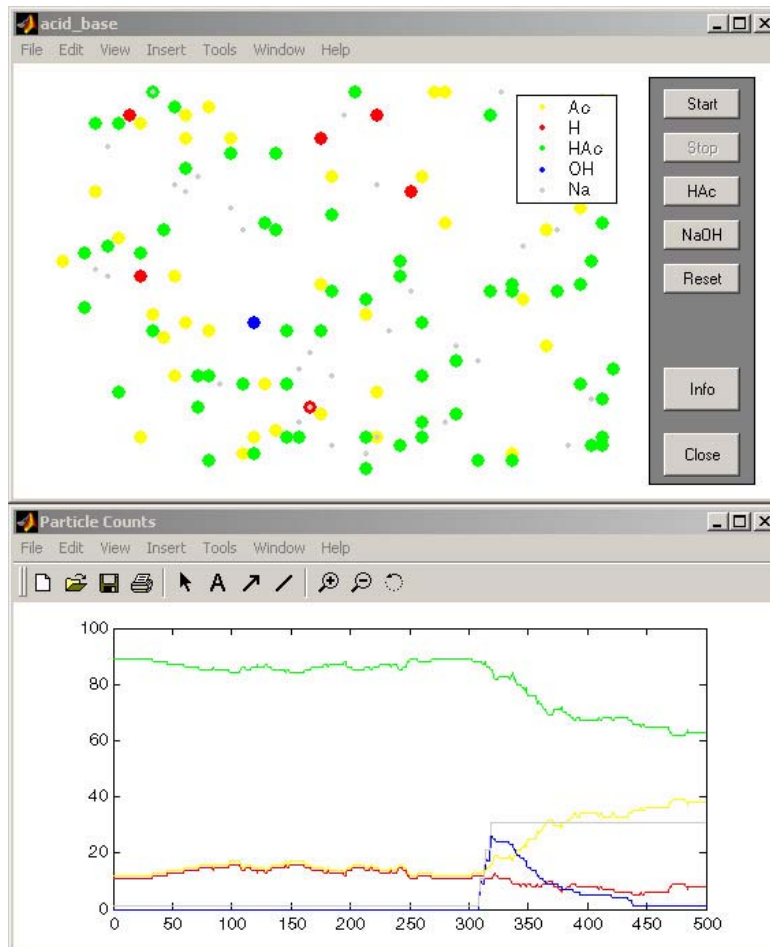 acid_base
File Edit View Insert Tools Window Help
Ac
H
HAc
OH
Na
Start
Stop
HAc
NaOH
Reset
Info
Close
Particle Counts
File Edit View Insert Tools Window Help
A
100
80
60
40
20
0
0 50 100 150 200 250 300 350 400 450 500